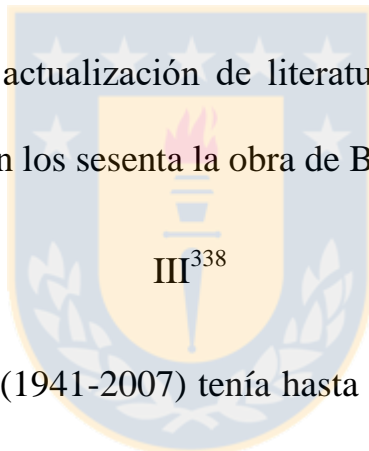 actualización de literatu
n los sesenta la obra de B
III³³⁸
(1941-2007) tenía hasta